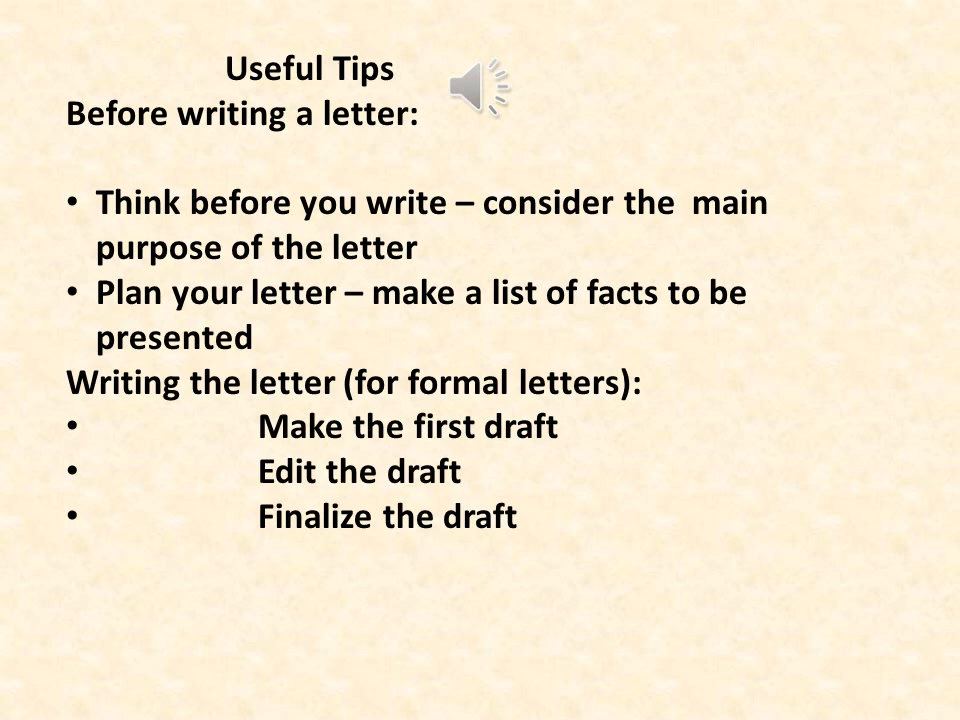 Useful Tips
Before writing a letter:
• Think before you write – consider the  main
purpose of the letter
• Plan your letter – make a list of facts to be
presented
Writing the letter (for formal letters):
• Make the first draft
• Edit the draft
• Finalize the draft